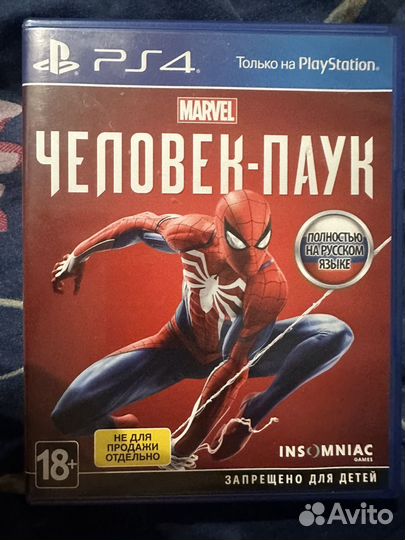 PS4
Только на PlayStation®
MARVEL
ЧЕЛОВЕК-ПАУК
ПОЛНОСТЬЮ
НА РУССКОМ
ЯЗЫКЕ
НЕ ДЛЯ
ПРОДАЖИ
ОТДЕЛЬНО
18+
INSOMNIAC
GAMES
ЗАПРЕЩЕНО ДЛЯ ДЕТЕЙ
Avito